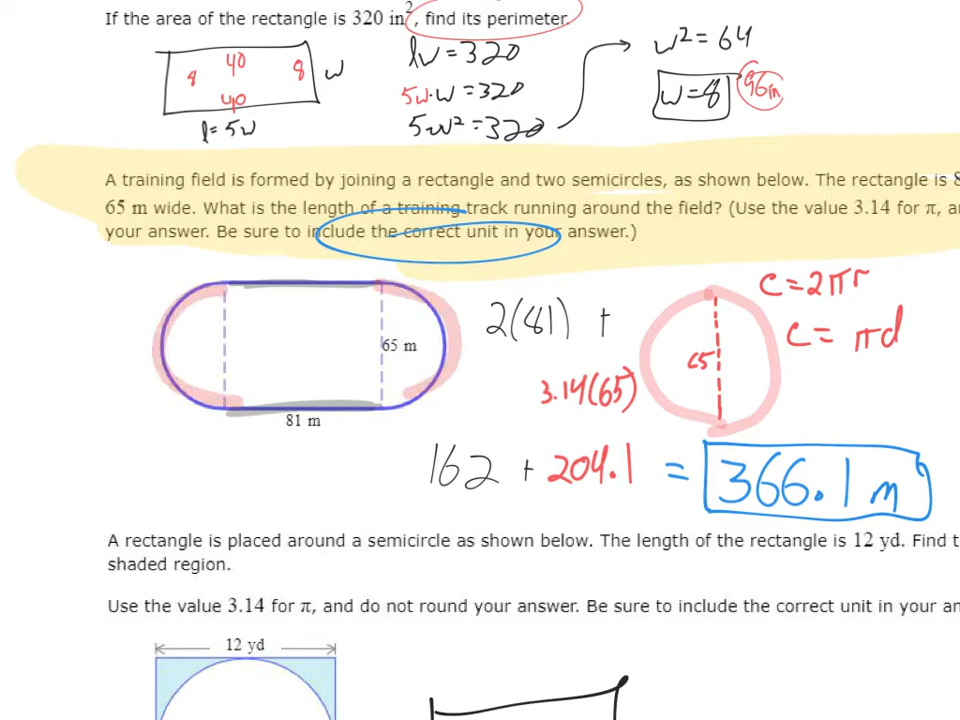 If the area of the rectangle is 320 in², find its perimeter.
8 40 8 w
40
l = 5w
lw = 320
5w·w = 320
5w² = 320
w² = 64
w = 8 96in
A training field is formed by joining a rectangle and two semicircles, as shown below. The rectangle is 8
65 m wide. What is the length of a training track running around the field? (Use the value 3.14 for π, an
your answer. Be sure to include the correct unit in your answer.)
65 m
81 m
2(81) +
3.14(65)
65
C = 2πr
C = πd
162 + 204.1 = 366.1 m
A rectangle is placed around a semicircle as shown below. The length of the rectangle is 12 yd. Find t
shaded region.
Use the value 3.14 for π, and do not round your answer. Be sure to include the correct unit in your an
12 yd